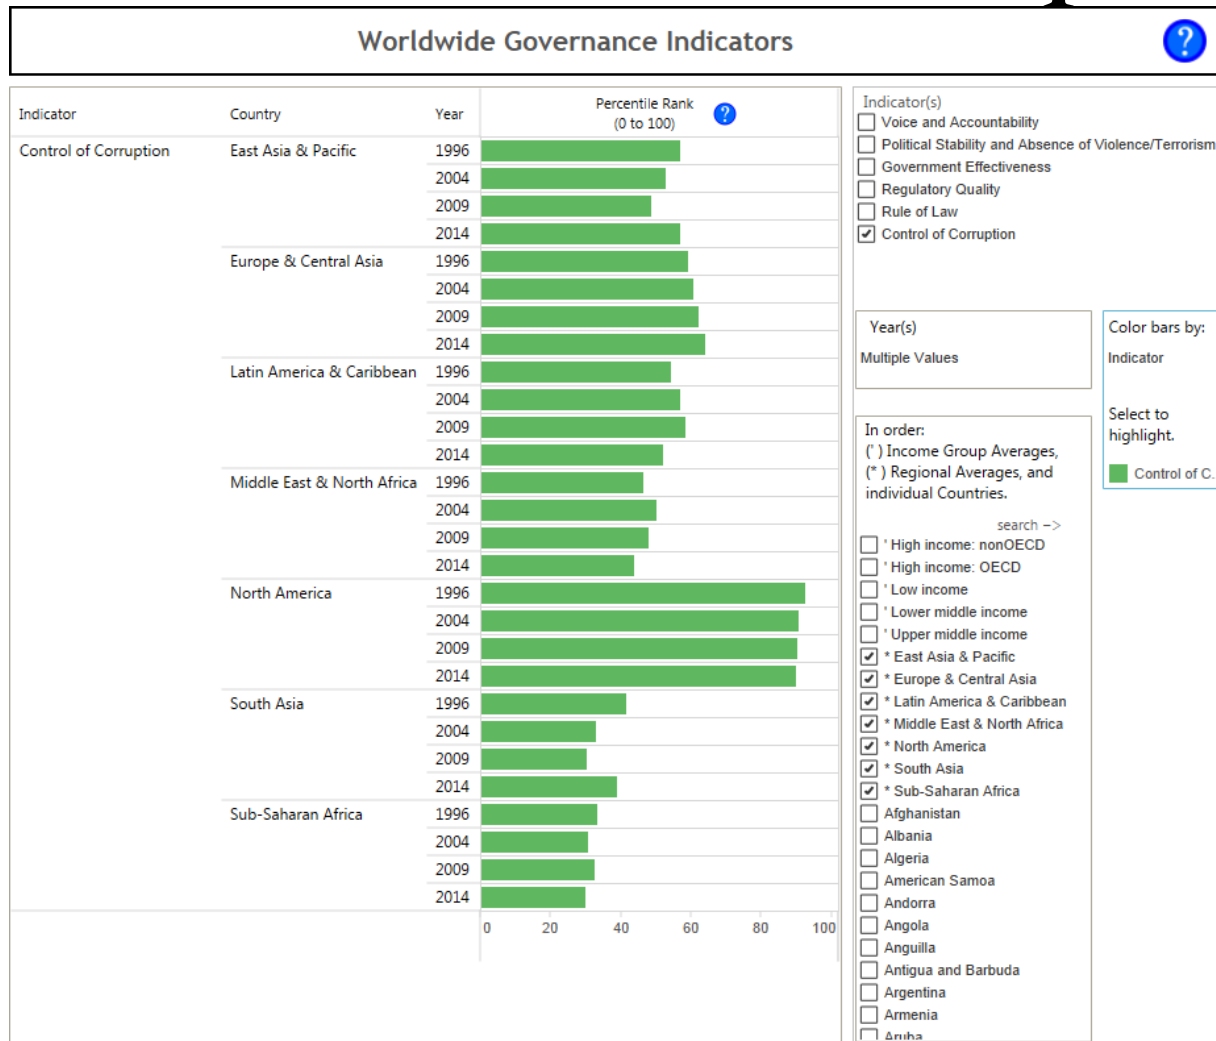 Worldwide Governance Indicators
?
Indicator Country Year Percentile Rank
(0 to 100)
?
Control of Corruption East Asia & Pacific 1996
2004
2009
2014
Europe & Central Asia 1996
2004
2009
2014
Latin America & Caribbean 1996
2004
2009
2014
Middle East & North Africa 1996
2004
2009
2014
North America 1996
2004
2009
2014
South Asia 1996
2004
2009
2014
Sub-Saharan Africa 1996
2004
2009
2014
0 20 40 60 80 100
Indicator(s)
Voice and Accountability
Political Stability and Absence of Violence/Terrorism
Government Effectiveness
Regulatory Quality
Rule of Law
Control of Corruption
Year(s)
Multiple Values
Color bars by:
Indicator
Select to
highlight.
Control of C..
In order:
(' ) Income Group Averages,
(* ) Regional Averages, and
individual Countries.
search -->
' High income: nonOECD
' High income: OECD
' Low income
' Lower middle income
' Upper middle income
* East Asia & Pacific
* Europe & Central Asia
* Latin America & Caribbean
* Middle East & North Africa
* North America
* South Asia
* Sub-Saharan Africa
Afghanistan
Albania
Algeria
American Samoa
Andorra
Angola
Anguilla
Antigua and Barbuda
Argentina
Armenia
Aruba